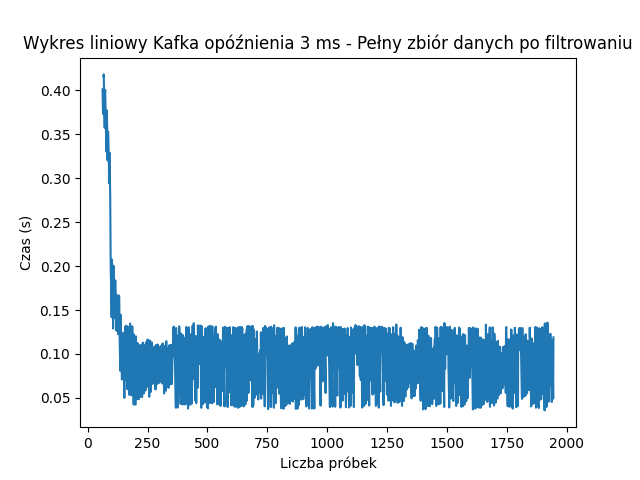 Wykres liniowy Kafka opóźnienia 3 ms - Pełny zbiór danych po filtrowaniu
0.40
0.35
0.30
0.25
0.20
0.15
0.10
0.05
Czas (s)
0 250 500 750 1000 1250 1500 1750 2000
Liczba próbek